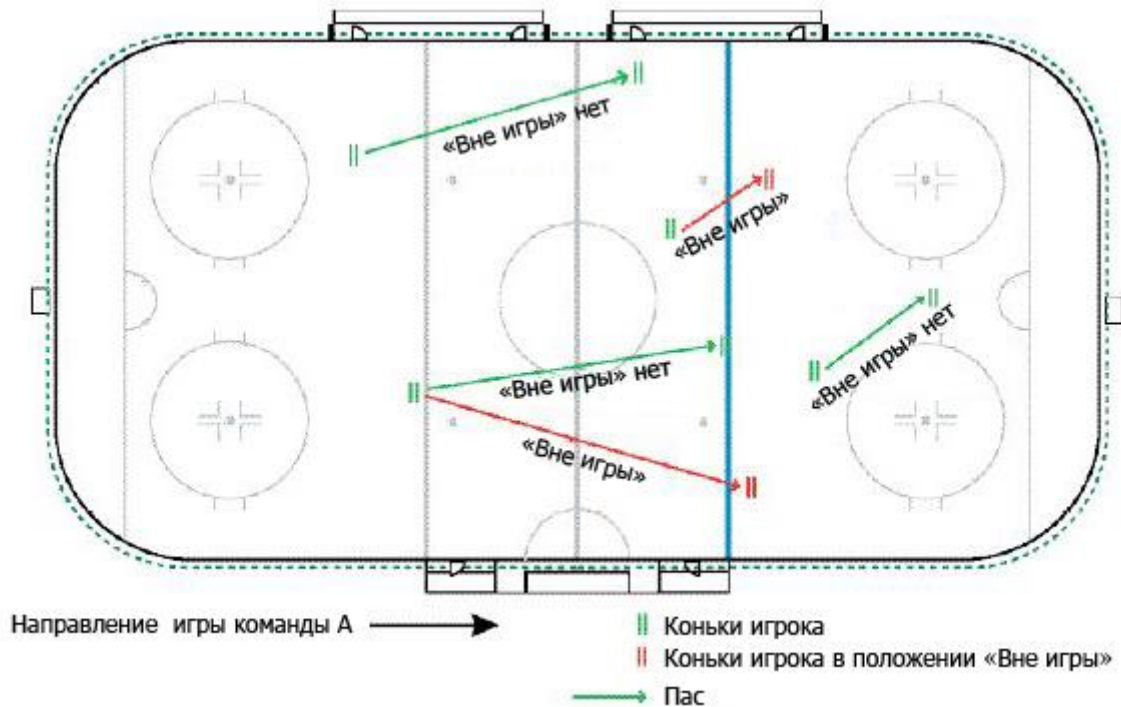 «Вне игры» нет
«Вне игры»
«Вне игры» нет
«Вне игры» нет
«Вне игры»
Направление игры команды А
Коньки игрока
Коньки игрока в положении «Вне игры»
Пас